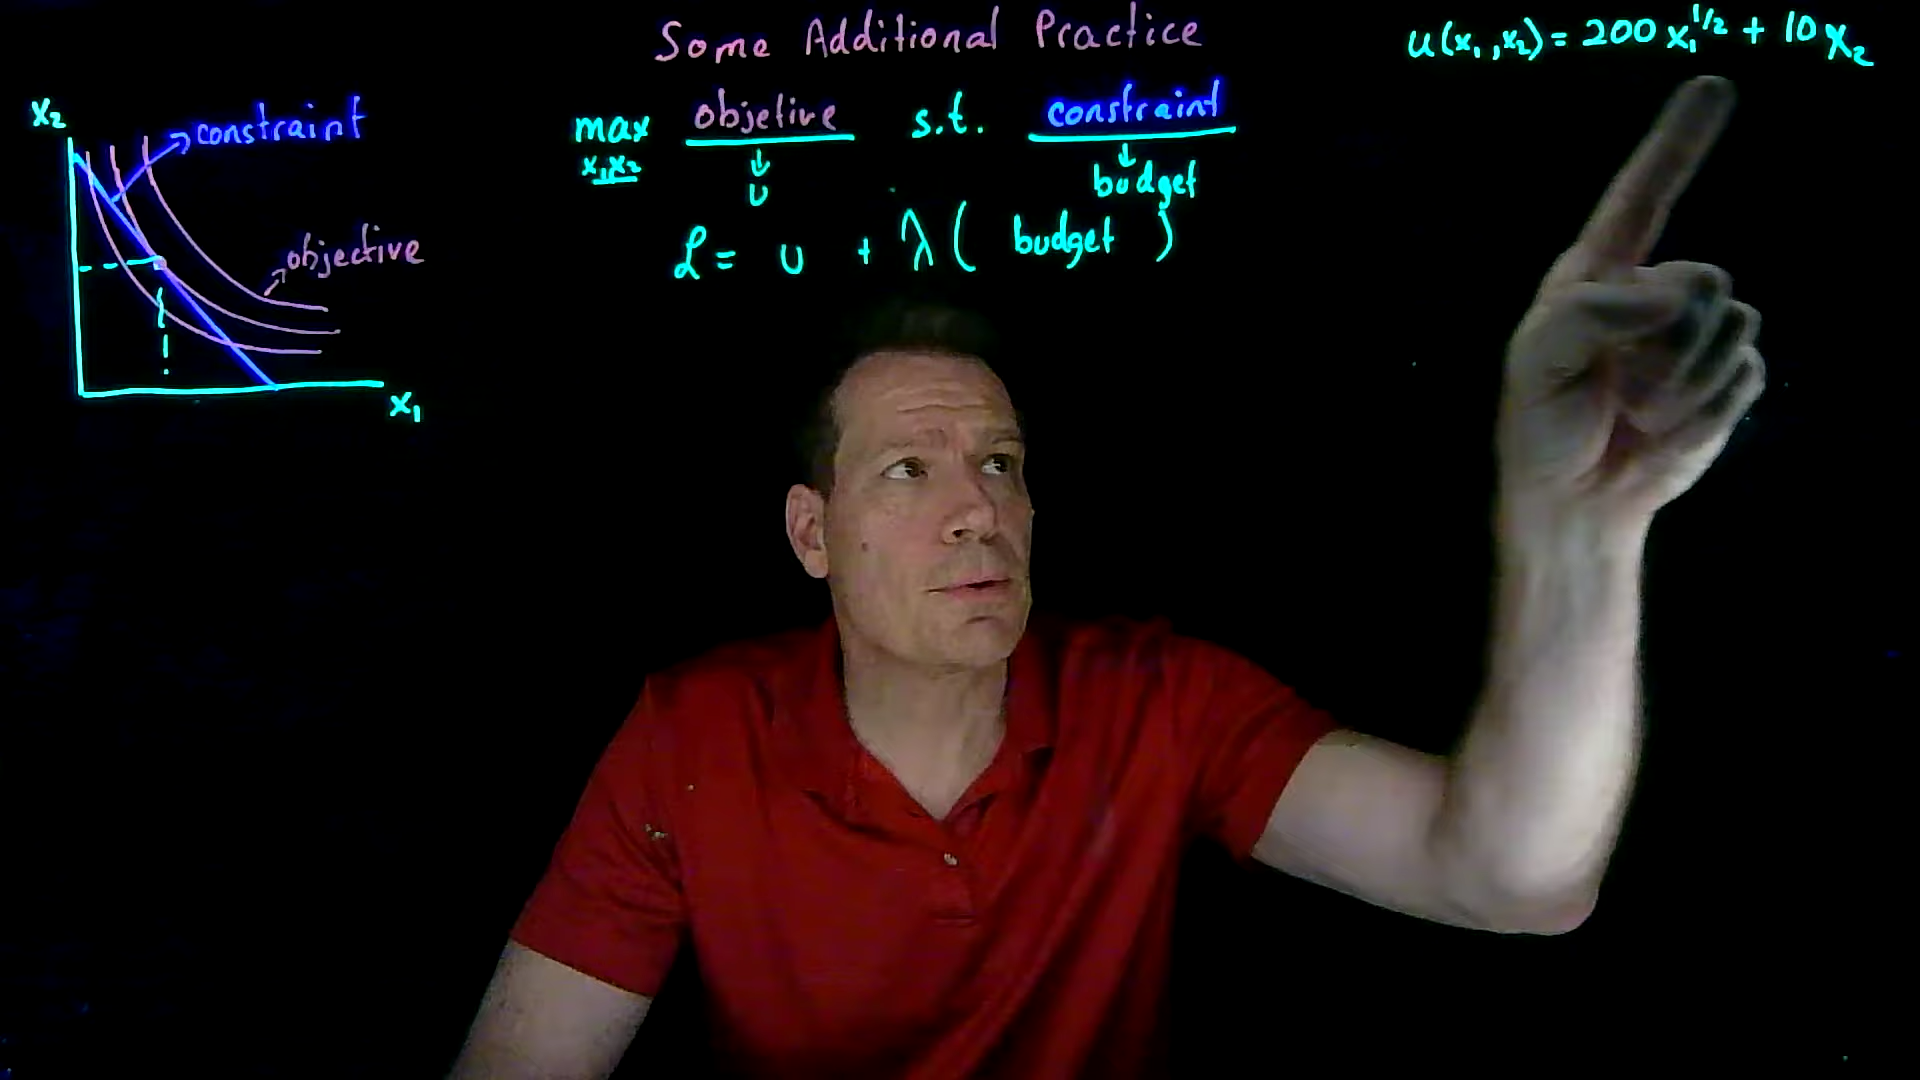 Some Additional Practice
u(x₁,x₂) = 200 x₁^1/2 + 10 x₂
max objetive s.t. constraint
x₁,x₂ ↓ ↓
u budget
L = u + λ ( budget )
x₂
constraint
objective
x₁